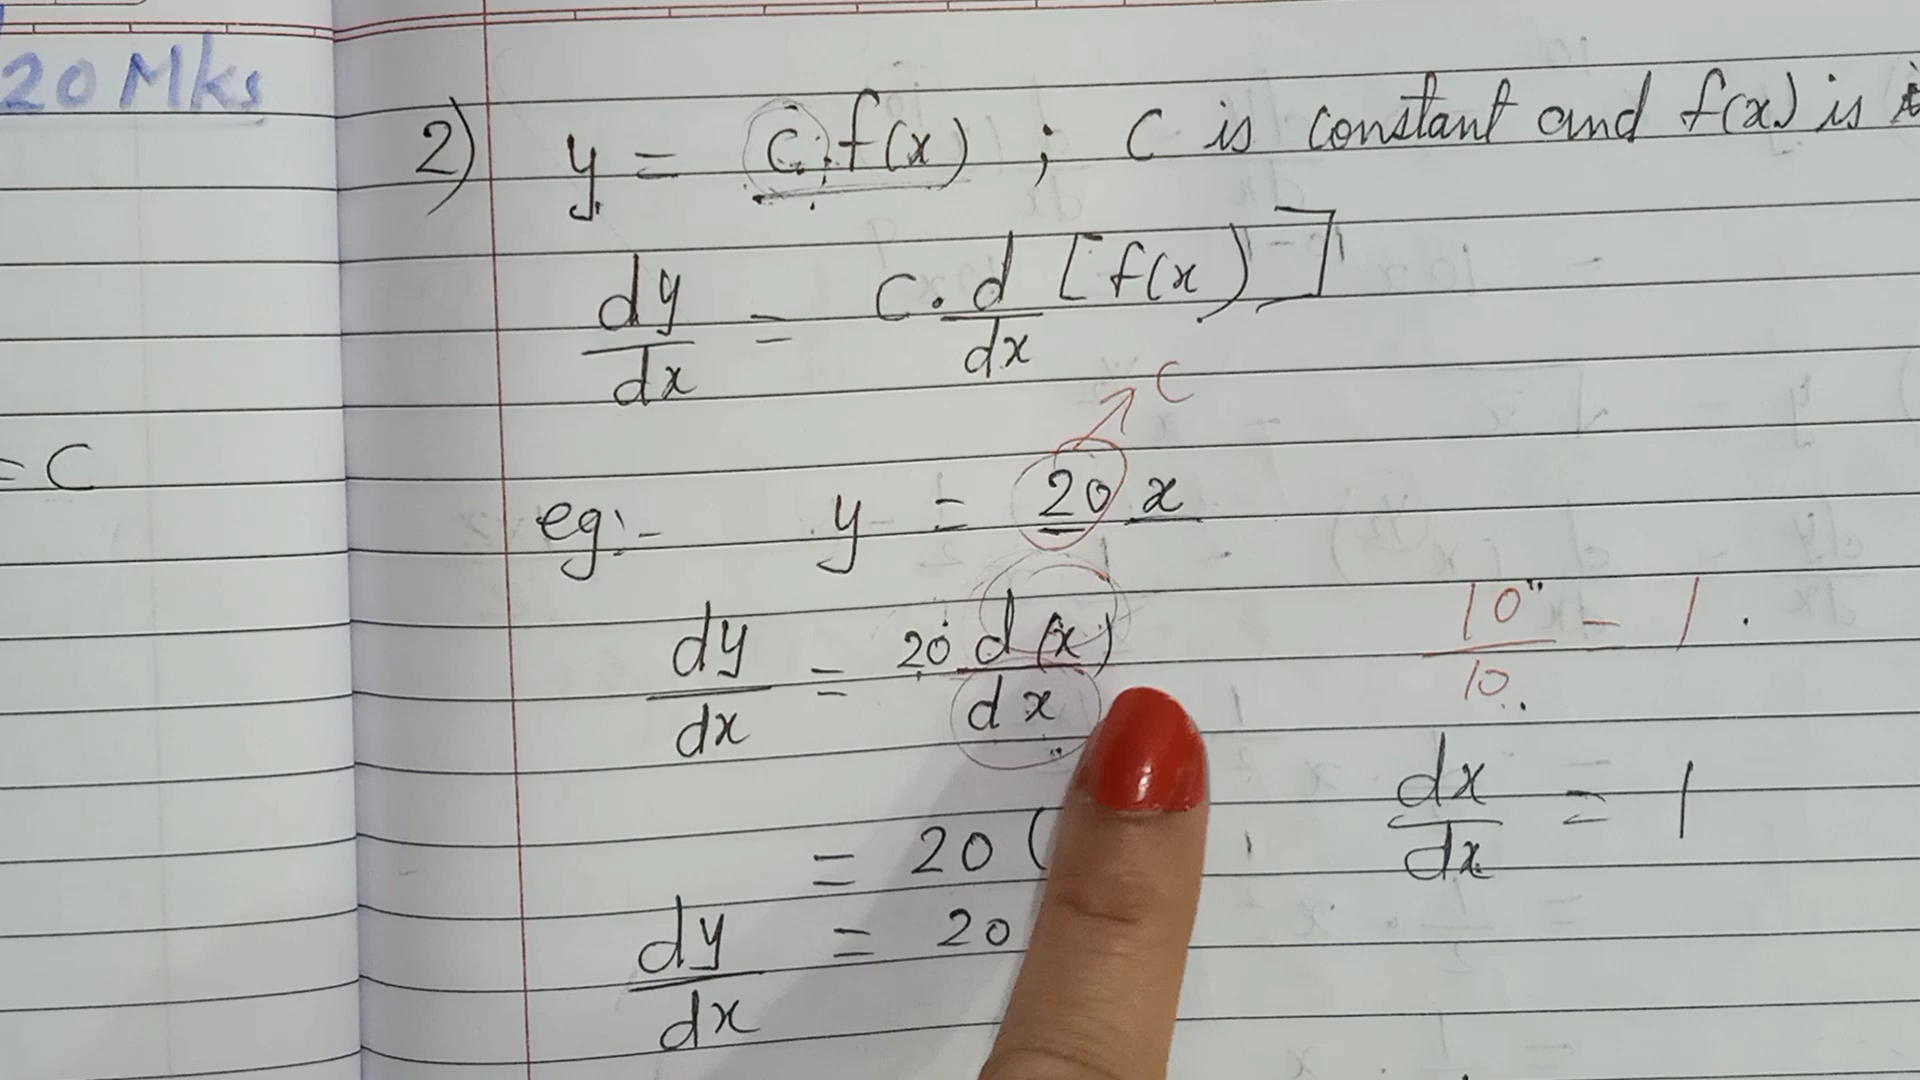 20 Mks
= C
2) y = c.f(x) ; C is constant and f(x) is
dy/dx = C. d/dx [f(x)]
C
eg:- y = 20 x
dy/dx = 20 d(x)/dx
10/10 = 1
= 20 (
dx/dx = 1
dy/dx = 20